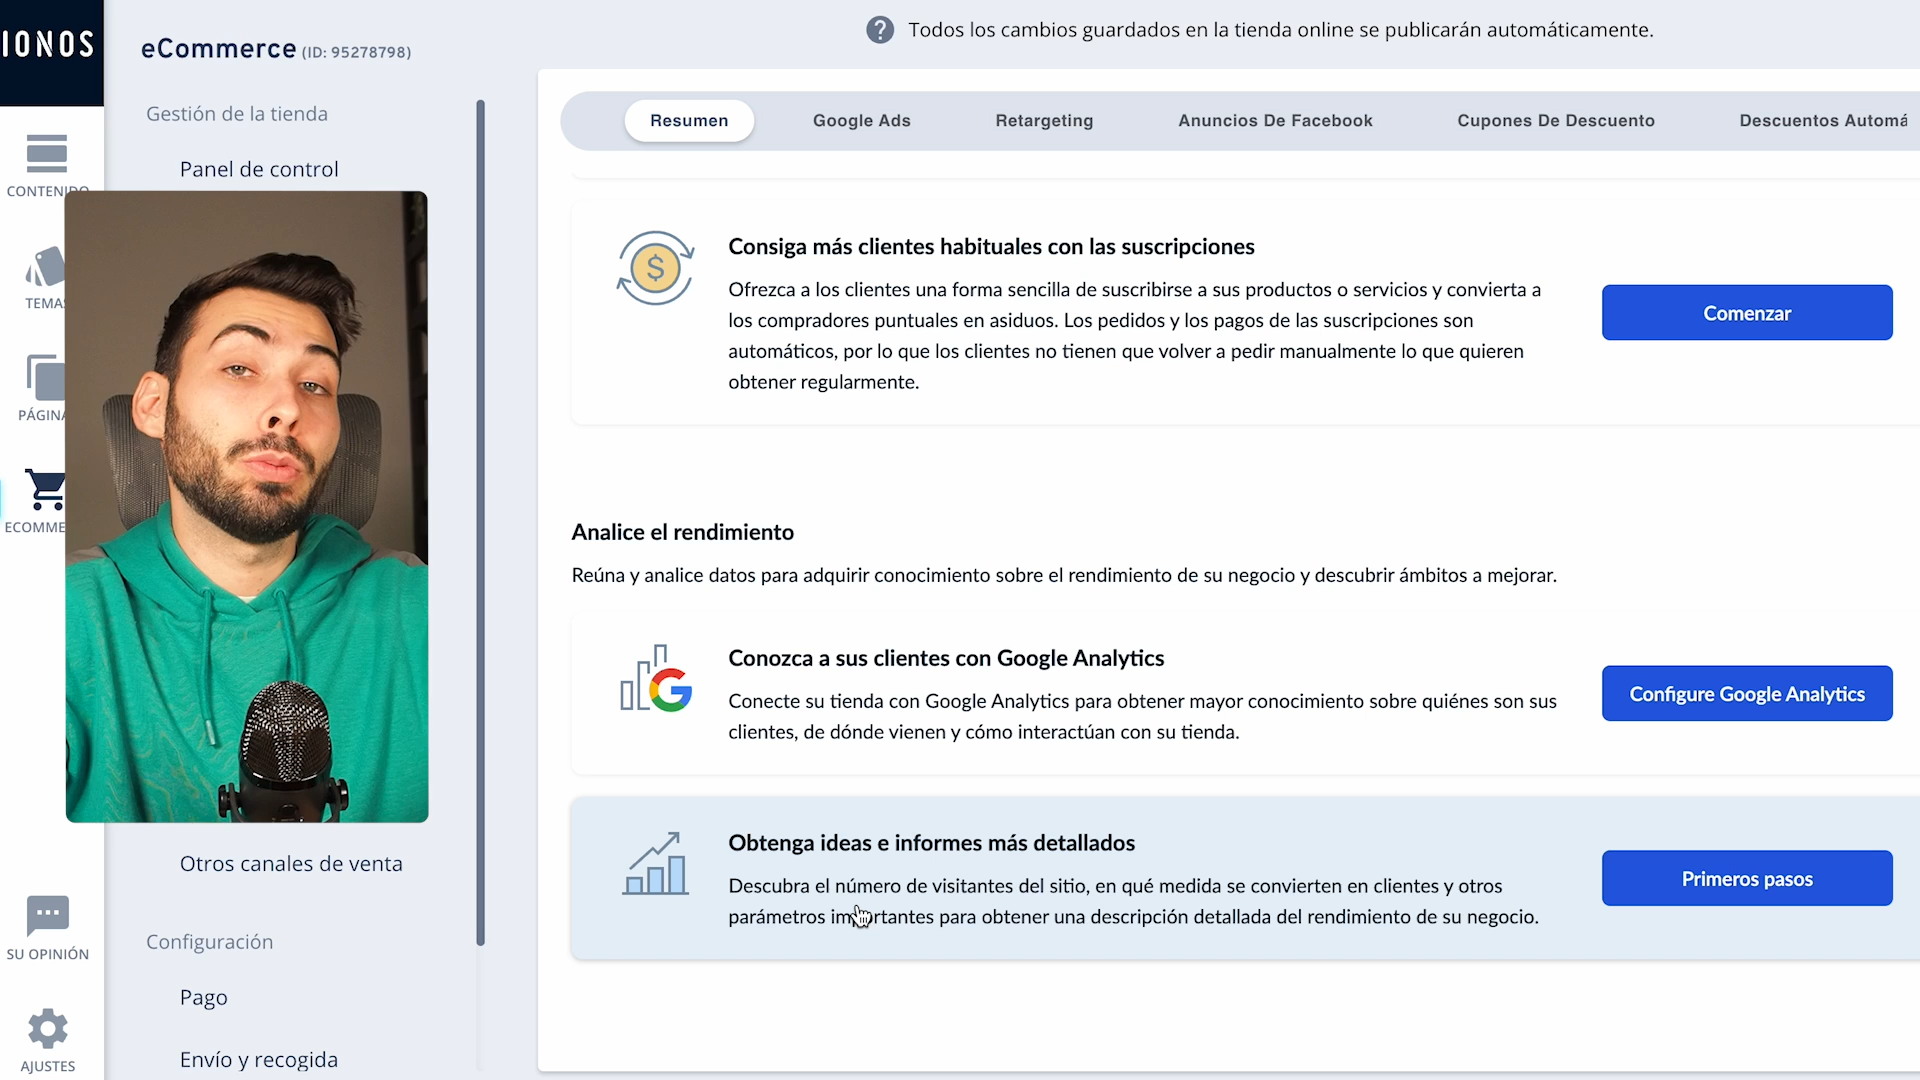 IONOS
eCommerce (ID: 95278798)
Todos los cambios guardados en la tienda online se publicarán automáticamente.
Gestión de la tienda
Panel de control
CONTENIDO
TEMAS
PÁGINA
ECOMME
Otros canales de venta
Configuración
Pago
Envío y recogida
SU OPINIÓN
AJUSTES
Resumen
Google Ads
Retargeting
Anuncios De Facebook
Cupones De Descuento
Descuentos Automá
Consiga más clientes habituales con las suscripciones
Ofrezca a los clientes una forma sencilla de suscribirse a sus productos o servicios y convierta a
los compradores puntuales en asiduos. Los pedidos y los pagos de las suscripciones son
automáticos, por lo que los clientes no tienen que volver a pedir manualmente lo que quieren
obtener regularmente.
Comenzar
Analice el rendimiento
Reúna y analice datos para adquirir conocimiento sobre el rendimiento de su negocio y descubrir ámbitos a mejorar.
Conozca a sus clientes con Google Analytics
Conecte su tienda con Google Analytics para obtener mayor conocimiento sobre quiénes son sus
clientes, de dónde vienen y cómo interactúan con su tienda.
Configure Google Analytics
Obtenga ideas e informes más detallados
Descubra el número de visitantes del sitio, en qué medida se convierten en clientes y otros
parámetros importantes para obtener una descripción detallada del rendimiento de su negocio.
Primeros pasos